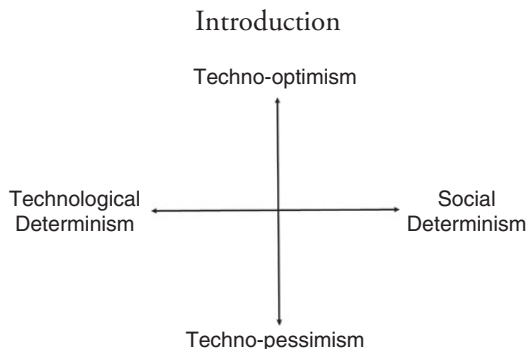 Introduction
Techno-optimism
Technological
Determinism
Social
Determinism
Techno-pessimism